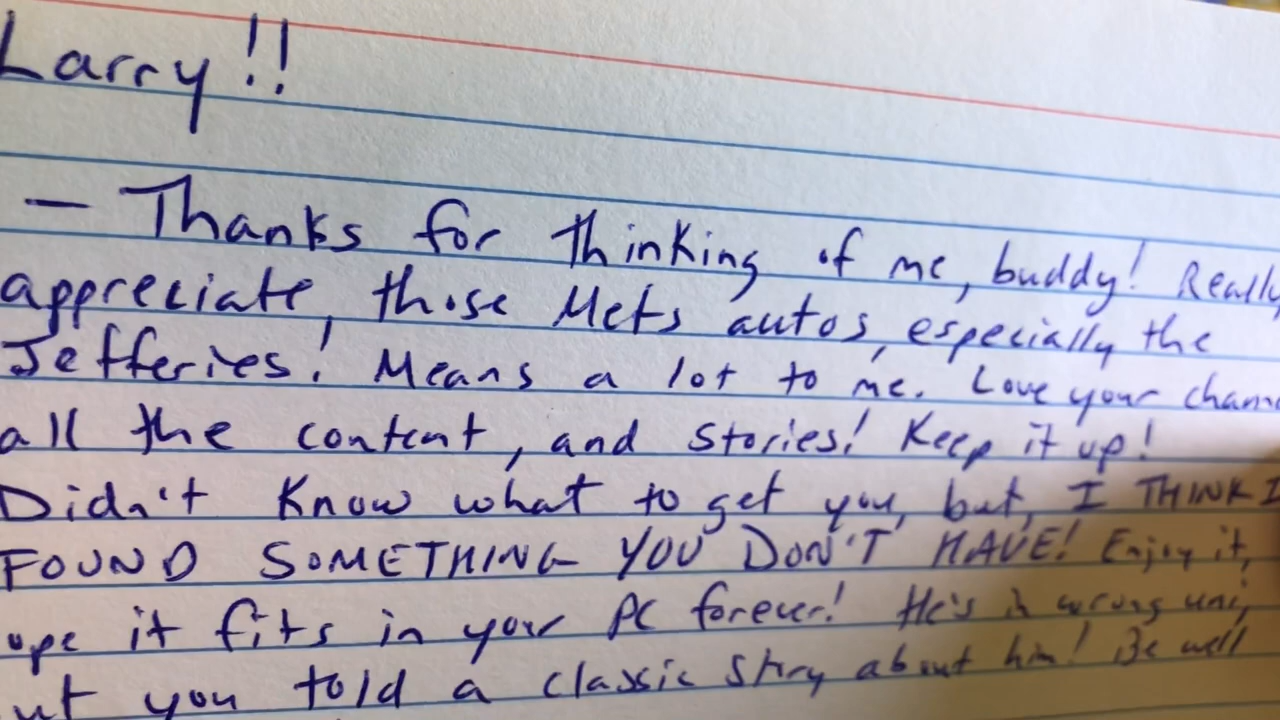 Larry!!
– Thanks for thinking of me, buddy! Really
appreciate, those Mets autos, especially the
Jefferies! Means a lot to me. Love your chann
all the content, and stories! Keep it up!
Didn't know what to get you, but, I THINK I
FOUND SOMETHING YOU DON'T HAVE! Enjoy it,
ope it fits in your PC forever! He's in wrong uni,
ut you told a classic story about him! Be well